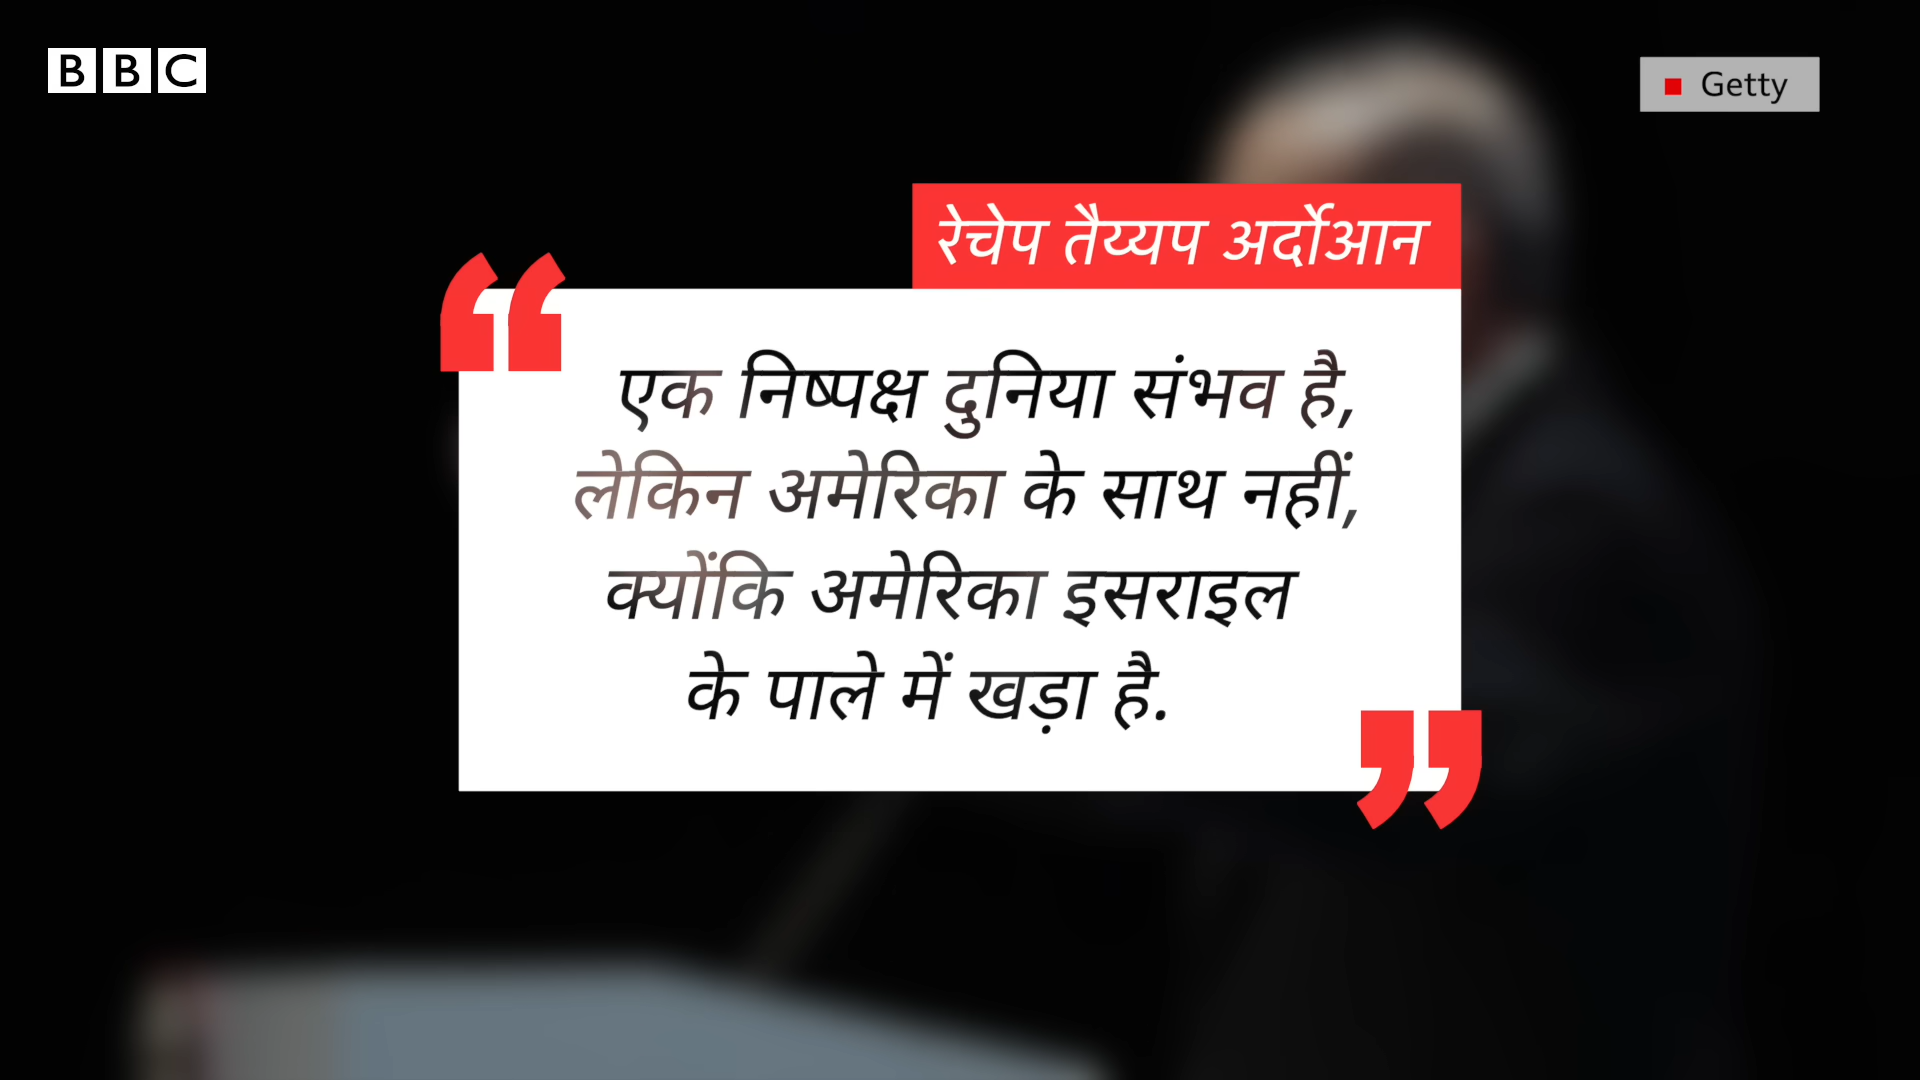 BBC
Getty
रेचेप तैय्यप अर्दोआन
एक निष्पक्ष दुनिया संभव है,
लेकिन अमेरिका के साथ नहीं,
क्योंकि अमेरिका इसराइल
के पाले में खड़ा है.